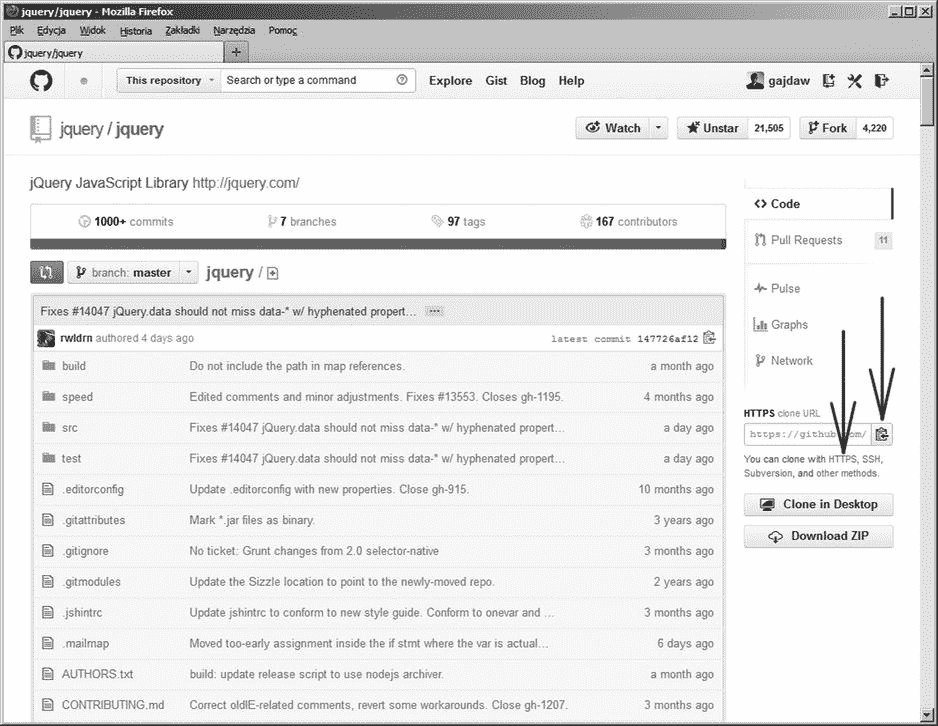 jquery/jquery - Mozilla Firefox
Plik Edycja Widok Historia Zakładki Narzędzia Pomoc
jquery/jquery +
This repository Search or type a command Explore Gist Blog Help gajdaw
jquery / jquery Watch Unstar 21,505 Fork 4,220
jQuery JavaScript Library http://jquery.com/
1000+ commits 7 branches 97 tags 167 contributors
branch: master jquery /
Fixes #14047 jQuery.data should not miss data-* w/ hyphenated propert…
rwldrn authored 4 days ago latest commit 147726af12
build Do not include the path in map references. a month ago
speed Edited comments and minor adjustments. Fixes #13553. Closes gh-1195. 4 months ago
src Fixes #14047 jQuery.data should not miss data-* w/ hyphenated propert… a day ago
test Fixes #14047 jQuery.data should not miss data-* w/ hyphenated propert… a day ago
.editorconfig Update .editorconfig with new properties. Close gh-915. 10 months ago
.gitattributes Mark *.jar files as binary. 3 years ago
.gitignore No ticket: Grunt changes from 2.0 selector-native 3 months ago
.gitmodules Update the Sizzle location to point to the newly-moved repo. 2 years ago
.jshintrc Update jshintrc to conform to new style guide. Conform to onevar and … 3 months ago
.mailmap Moved too-early assignment inside the if stmt where the var is actual… 6 days ago
AUTHORS.txt build: update release script to use nodejs archiver. a month ago
CONTRIBUTING.md Correct oldIE-related comments, revert some workarounds. Close gh-1207. 3 months ago
Code
Pull Requests 11
Pulse
Graphs
Network
HTTPS clone URL
https://github.com/
You can clone with HTTPS, SSH,
Subversion, and other methods.
Clone in Desktop
Download ZIP